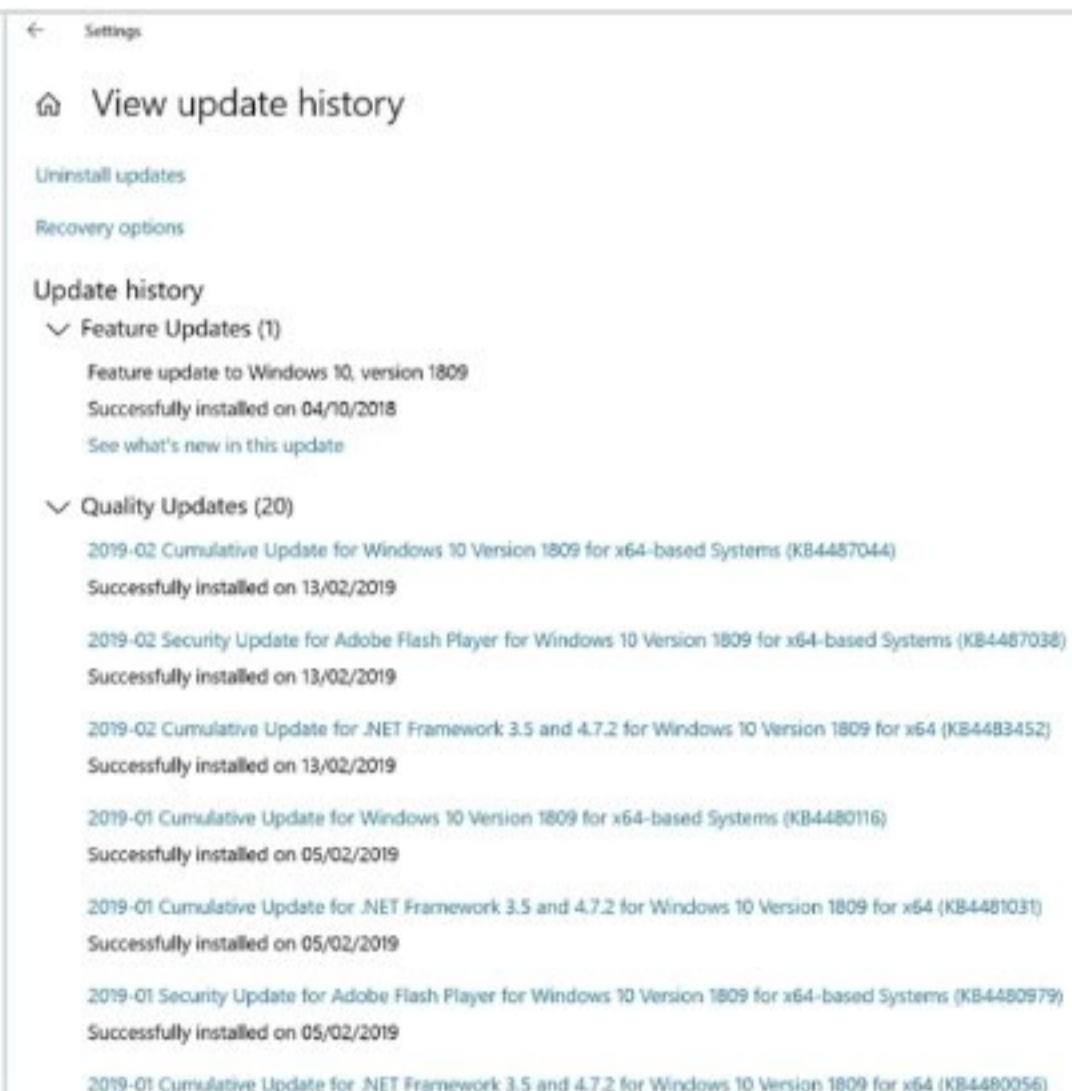 Settings
View update history
Uninstall updates
Recovery options
Update history
Feature Updates (1)
Feature update to Windows 10, version 1809
Successfully installed on 04/10/2018
See what's new in this update
Quality Updates (20)
2019-02 Cumulative Update for Windows 10 Version 1809 for x64-based Systems (KB4487044)
Successfully installed on 13/02/2019
2019-02 Security Update for Adobe Flash Player for Windows 10 Version 1809 for x64-based Systems (KB4487038)
Successfully installed on 13/02/2019
2019-02 Cumulative Update for .NET Framework 3.5 and 4.7.2 for Windows 10 Version 1809 for x64 (KB4483452)
Successfully installed on 13/02/2019
2019-01 Cumulative Update for Windows 10 Version 1809 for x64-based Systems (KB4480116)
Successfully installed on 05/02/2019
2019-01 Cumulative Update for .NET Framework 3.5 and 4.7.2 for Windows 10 Version 1809 for x64 (KB4481031)
Successfully installed on 05/02/2019
2019-01 Security Update for Adobe Flash Player for Windows 10 Version 1809 for x64-based Systems (KB4480979)
Successfully installed on 05/02/2019
2019-01 Cumulative Update for .NET Framework 3.5 and 4.7.2 for Windows 10 Version 1809 for x64 (KB4480056)